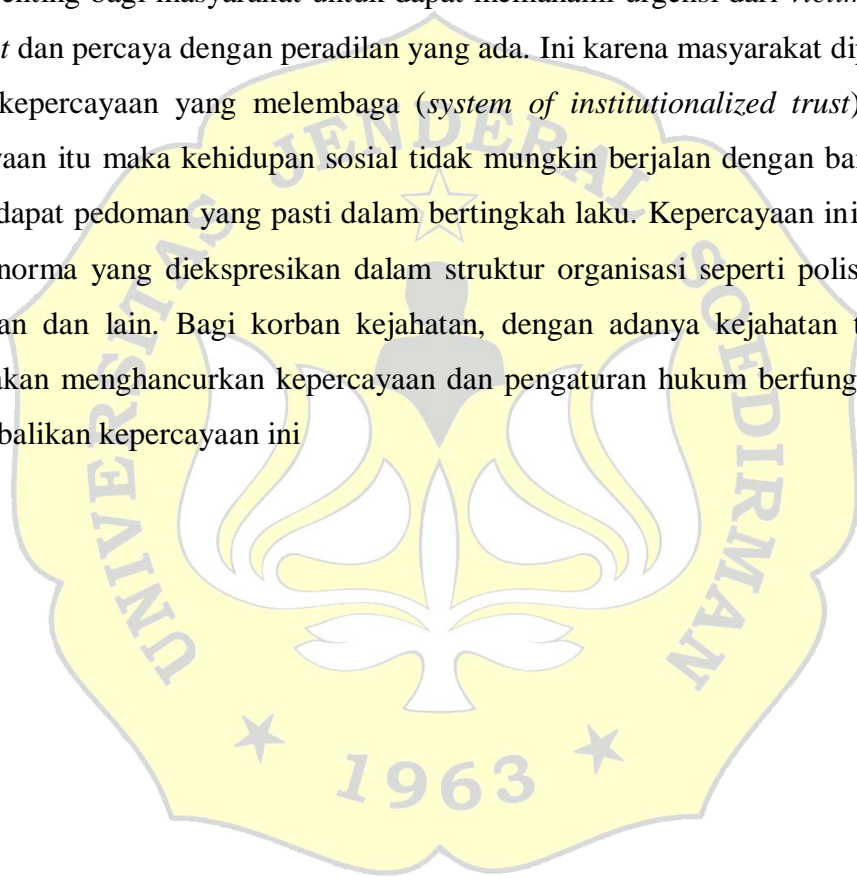 enting bagi masyarakat untuk dapat memahami urgensi dari victim
t dan percaya dengan peradilan yang ada. Ini karena masyarakat dip
kepercayaan yang melembaga (system of institutionalized trust)
yaan itu maka kehidupan sosial tidak mungkin berjalan dengan bai
dapat pedoman yang pasti dalam bertingkah laku. Kepercayaan ini
norma yang diekspresikan dalam struktur organisasi seperti polis
an dan lain. Bagi korban kejahatan, dengan adanya kejahatan t
akan menghancurkan kepercayaan dan pengaturan hukum berfung
balikan kepercayaan ini
UNIVERSITAS JENDERAL SOEDIRMAN
1963